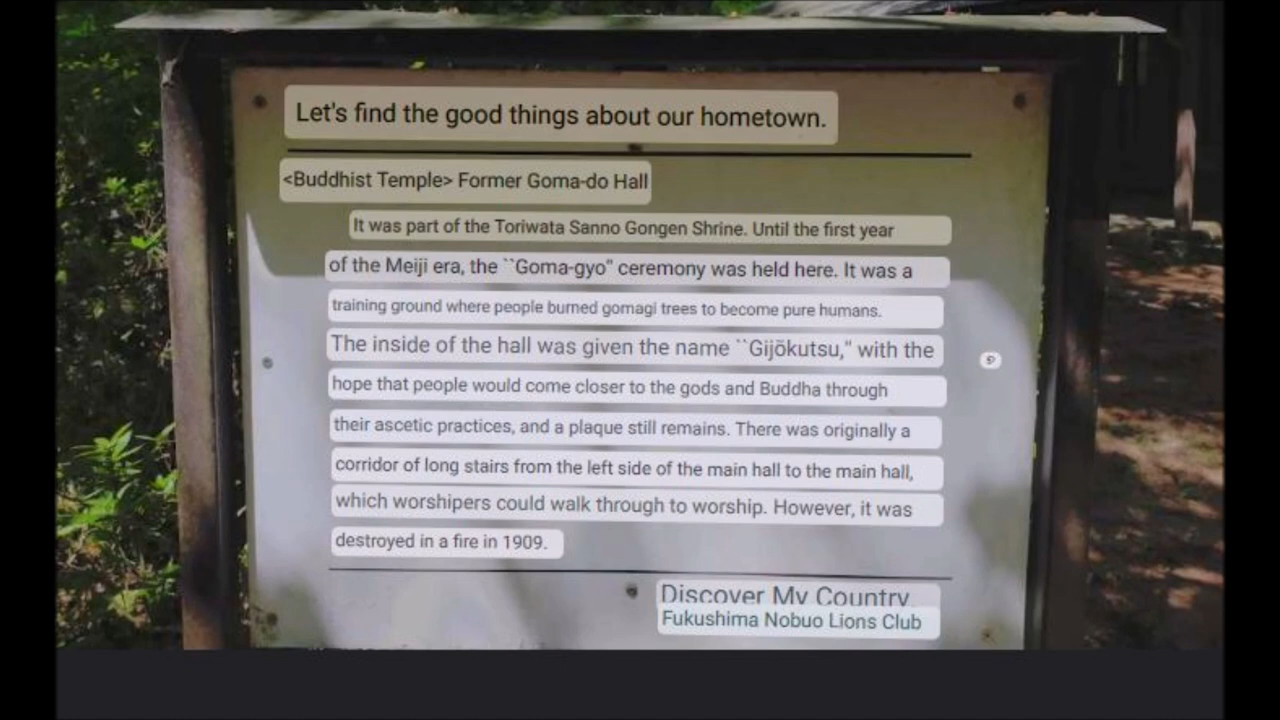 Let's find the good things about our hometown.
<Buddhist Temple> Former Goma-do Hall
It was part of the Toriwata Sanno Gongen Shrine. Until the first year
of the Meiji era, the ``Goma-gyo" ceremony was held here. It was a
training ground where people burned gomagi trees to become pure humans.
The inside of the hall was given the name ``Gijōkutsu," with the
hope that people would come closer to the gods and Buddha through
their ascetic practices, and a plaque still remains. There was originally a
corridor of long stairs from the left side of the main hall to the main hall,
which worshipers could walk through to worship. However, it was
destroyed in a fire in 1909.
Discover My Country
Fukushima Nobuo Lions Club